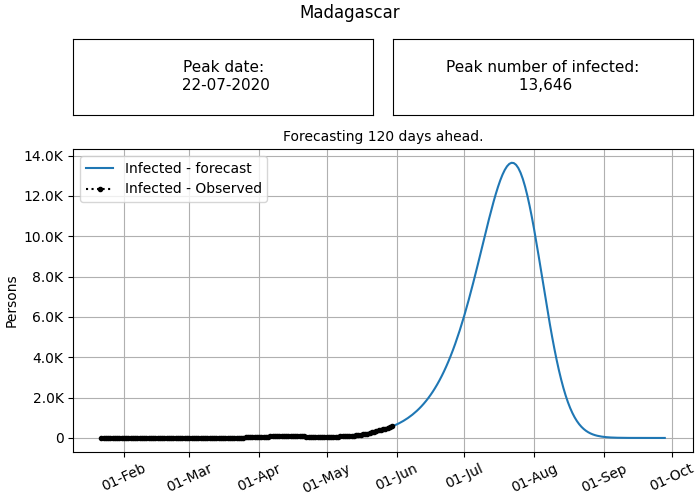 Madagascar
Peak date:
22-07-2020
Peak number of infected:
13,646
Forecasting 120 days ahead.
14.0K
12.0K
10.0K
8.0K
6.0K
4.0K
2.0K
0
Persons
Infected - forecast
Infected - Observed
01-Feb
01-Mar
01-Apr
01-May
01-Jun
01-Jul
01-Aug
01-Sep
01-Oct